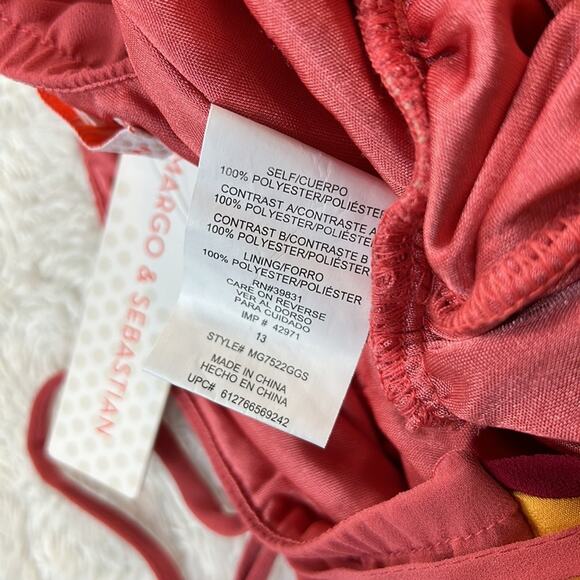 SELF/CUERPO
100% POLYESTER/POLIÉSTER
CONTRAST A/CONTRASTE A
100% POLYESTER/POLIÉSTER
CONTRAST B/CONTRASTE B
100% POLYESTER/POLIÉSTER
LINING/FORRO
100% POLYESTER/POLIÉSTER
RN#39831
CARE ON REVERSE
VER AL DORSO
PARA CUIDADO
IMP # 42971
13
STYLE# MG7522GGS
MADE IN CHINA
HECHO EN CHINA
UPC# 612766569242
MARGO & SEBASTIAN